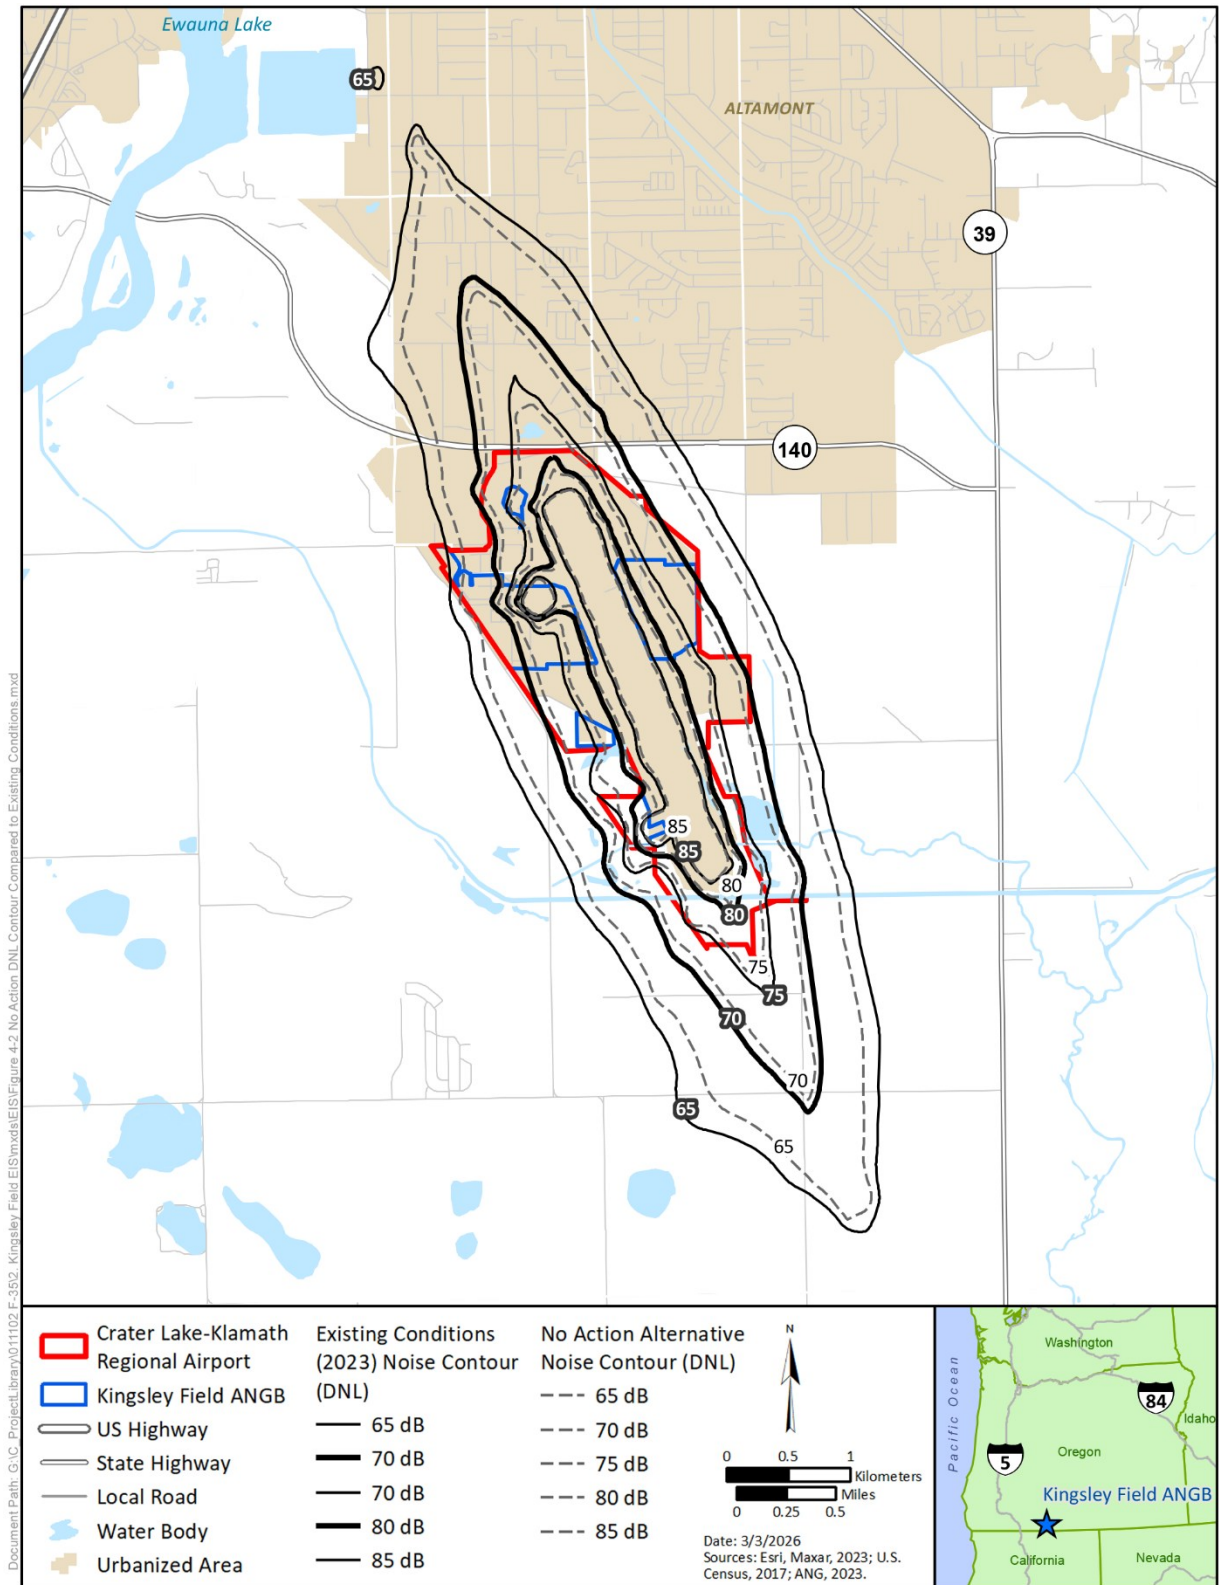 Ewauna Lake
65
ALTAMONT
39
140
85
85
80
80
75
75
70
70
65
65
Document Path: G:\C_ProjectLibrary\011102 F-35\2. Kingsley Field EIS\mxds\EIS\Figure 4-2 No Action DNL Contour Compared to Existing Conditions.mxd
Crater Lake-Klamath
Regional Airport
Kingsley Field ANGB
US Highway
State Highway
Local Road
Water Body
Urbanized Area
Existing Conditions
(2023) Noise Contour
(DNL)
65 dB
70 dB
70 dB
80 dB
85 dB
No Action Alternative
Noise Contour (DNL)
65 dB
70 dB
75 dB
80 dB
85 dB
N
0 0.5 1
Kilometers
Miles
0 0.25 0.5
Date: 3/3/2026
Sources: Esri, Maxar, 2023; U.S.
Census, 2017; ANG, 2023.
Pacific Ocean
Washington
84
Idaho
Oregon
5
Kingsley Field ANGB
California
Nevada